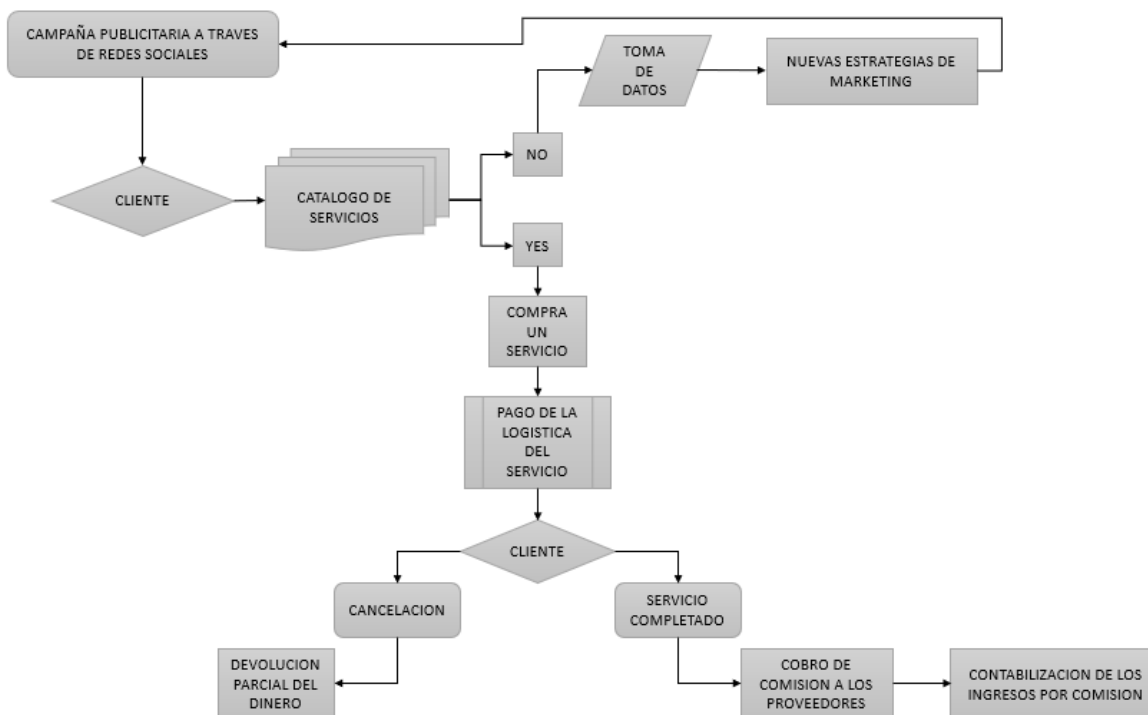 CAMPAÑA PUBLICITARIA A TRAVES
DE REDES SOCIALES
TOMA
DE
DATOS
NUEVAS ESTRATEGIAS DE
MARKETING
NO
CLIENTE
CATALOGO DE
SERVICIOS
YES
COMPRA
UN
SERVICIO
PAGO DE LA
LOGISTICA
DEL
SERVICIO
CLIENTE
CANCELACION
SERVICIO
COMPLETADO
DEVOLUCION
PARCIAL DEL
DINERO
COBRO DE
COMISION A LOS
PROVEEDORES
CONTABILIZACION DE LOS
INGRESOS POR COMISION